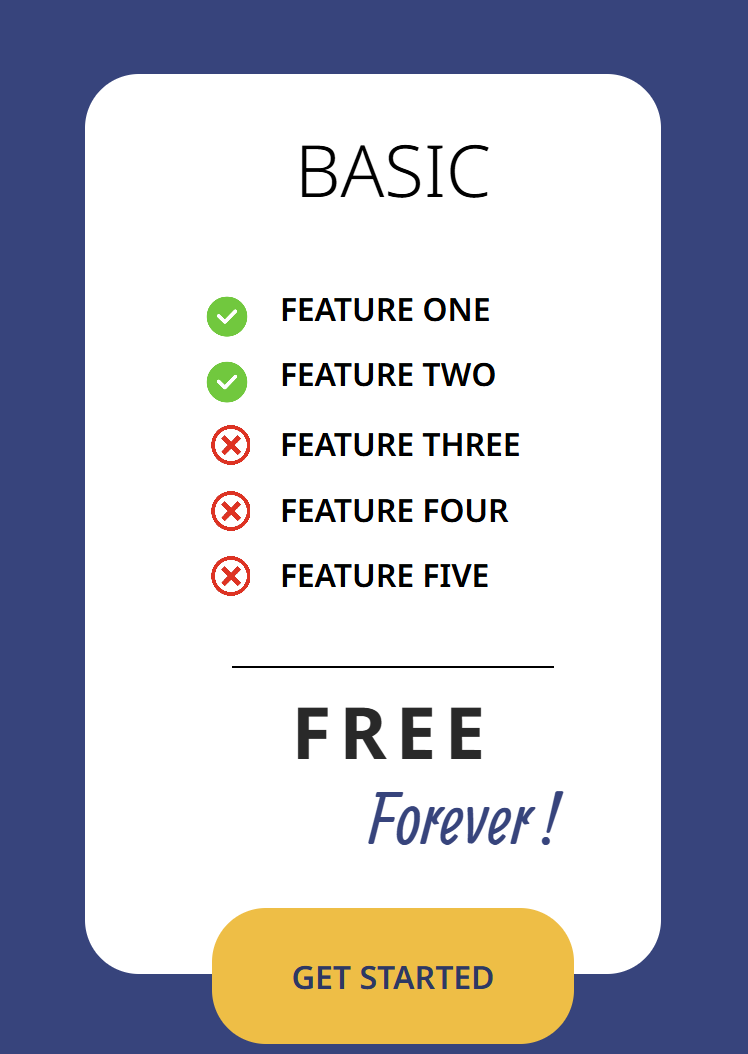 BASIC
FEATURE ONE
FEATURE TWO
FEATURE THREE
FEATURE FOUR
FEATURE FIVE
FREE
Forever !
GET STARTED